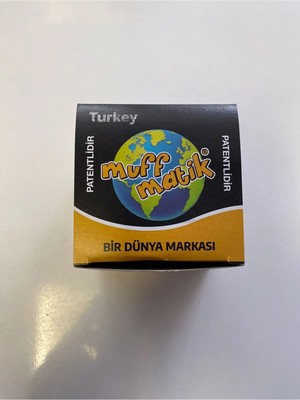 Turkey
PATENTLİDİR
muff
matik®
PATENTLİDİR
BİR DÜNYA MARKASI